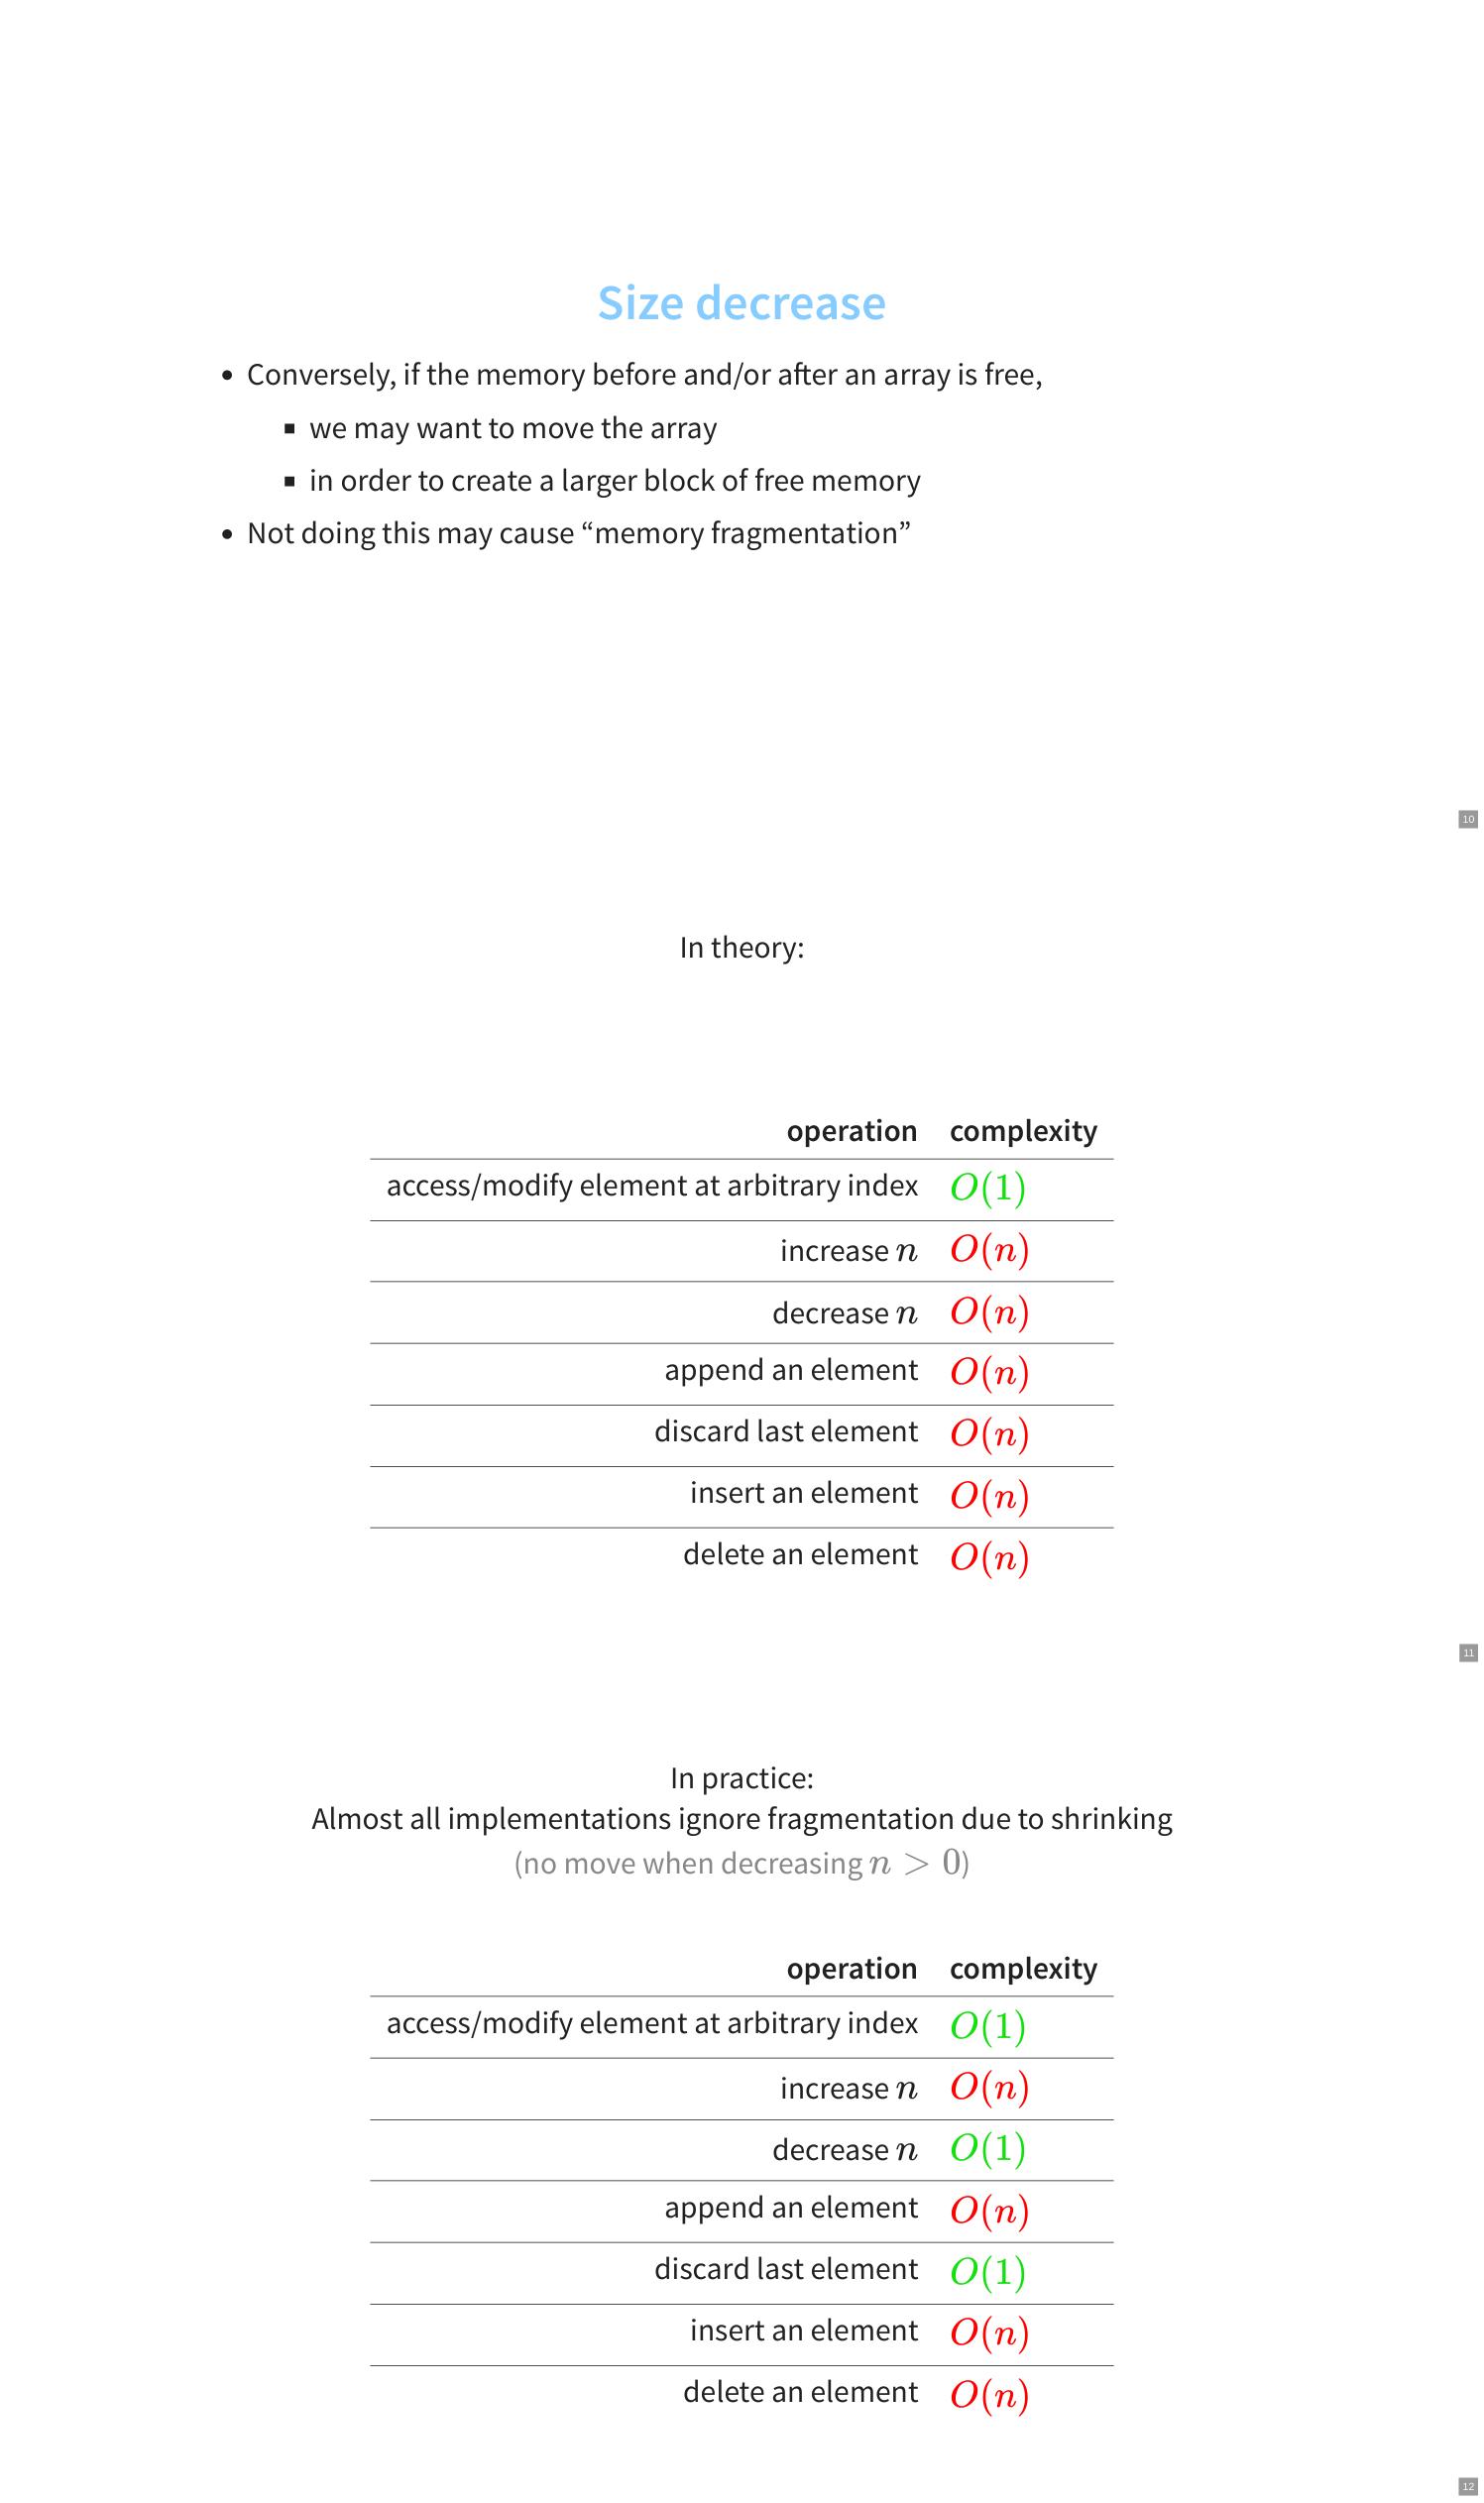 Size decrease
• Conversely, if the memory before and/or after an array is free,
▪ we may want to move the array
▪ in order to create a larger block of free memory
• Not doing this may cause “memory fragmentation”
10
In theory:
operation complexity
access/modify element at arbitrary index O(1)
increase n O(n)
decrease n O(n)
append an element O(n)
discard last element O(n)
insert an element O(n)
delete an element O(n)
11
In practice:
Almost all implementations ignore fragmentation due to shrinking
(no move when decreasing n > 0)
operation complexity
access/modify element at arbitrary index O(1)
increase n O(n)
decrease n O(1)
append an element O(n)
discard last element O(1)
insert an element O(n)
delete an element O(n)
12